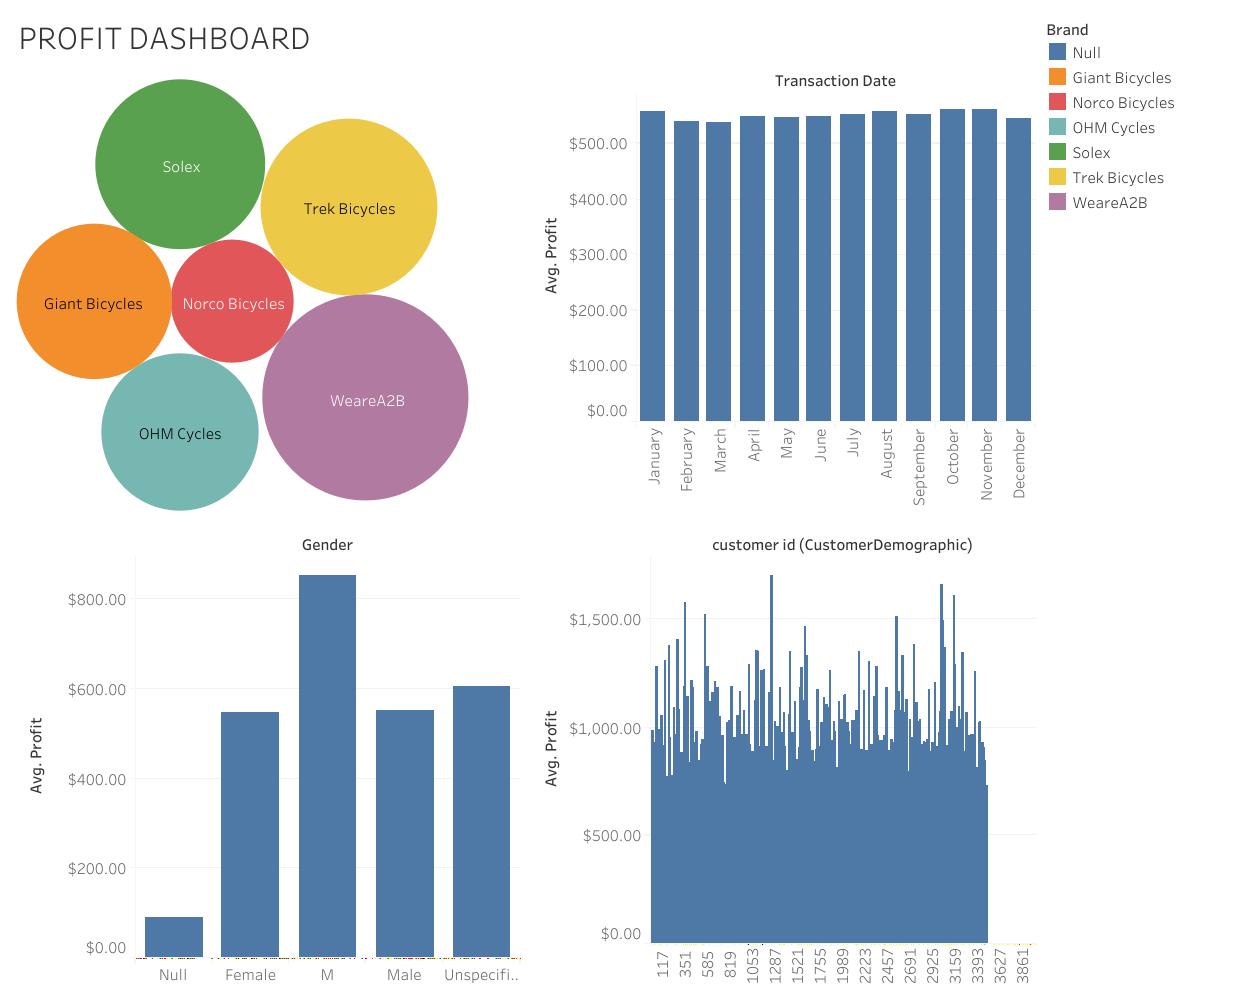 PROFIT DASHBOARD
Solex
Trek Bicycles
Giant Bicycles
Norco Bicycles
WeareA2B
OHM Cycles
Transaction Date
Avg. Profit
$500.00
$400.00
$300.00
$200.00
$100.00
$0.00
January
February
March
April
May
June
July
August
September
October
November
December
Brand
Null
Giant Bicycles
Norco Bicycles
OHM Cycles
Solex
Trek Bicycles
WeareA2B
Gender
Avg. Profit
$800.00
$600.00
$400.00
$200.00
$0.00
Null
Female
M
Male
Unspecifi..
customer id (CustomerDemographic)
Avg. Profit
$1,500.00
$1,000.00
$500.00
$0.00
117
351
585
819
1053
1287
1521
1755
1989
2223
2457
2691
2925
3159
3393
3627
3861